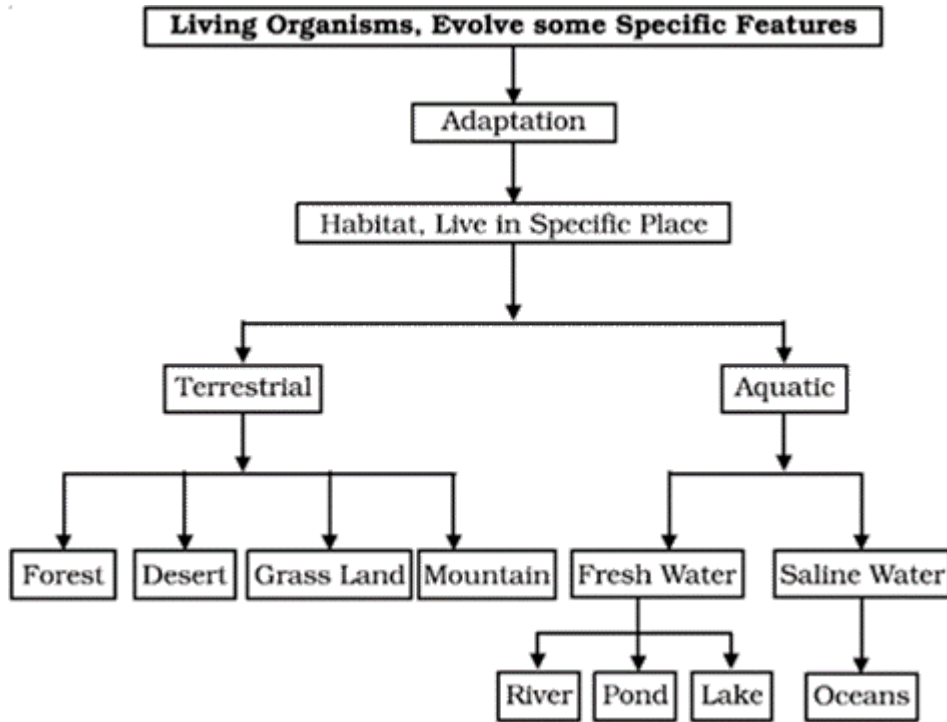 Living Organisms, Evolve some Specific Features
Adaptation
Habitat, Live in Specific Place
Terrestrial
Aquatic
Forest
Desert
Grass Land
Mountain
Fresh Water
Saline Water
River
Pond
Lake
Oceans